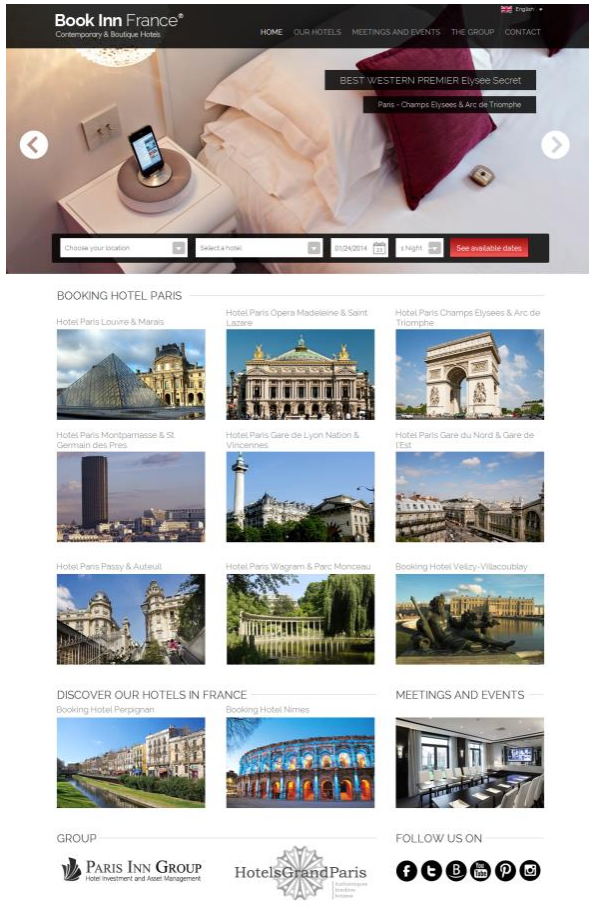 English
Book Inn France®
Contemporary & Boutique Hotels
HOME OUR HOTELS MEETINGS AND EVENTS THE GROUP CONTACT
BEST WESTERN PREMIER Elysee Secret
Paris - Champs Elysees & Arc de Triomphe
Choose your location Select a hotel 01/24/2014 1 Night See available dates
BOOKING HOTEL PARIS
Hotel Paris Louvre & Marais
Hotel Paris Opera Madeleine & Saint
Lazare
Hotel Paris Champs Elysees & Arc de
Triomphe
Hotel Paris Montparnasse & St
Germain des Pres
Hotel Paris Gare de Lyon Nation &
Vincennes
Hotel Paris Gare du Nord & Gare de
l'Est
Hotel Paris Passy & Auteuil
Hotel Paris Wagram & Parc Monceau
Booking Hotel Velizy-Villacoublay
DISCOVER OUR HOTELS IN FRANCE
MEETINGS AND EVENTS
Booking Hotel Perpignan
Booking Hotel Nimes
GROUP
FOLLOW US ON
PARIS INN GROUP
Hotel Investment and Asset Management
HotelsGrandParis
You
Tube